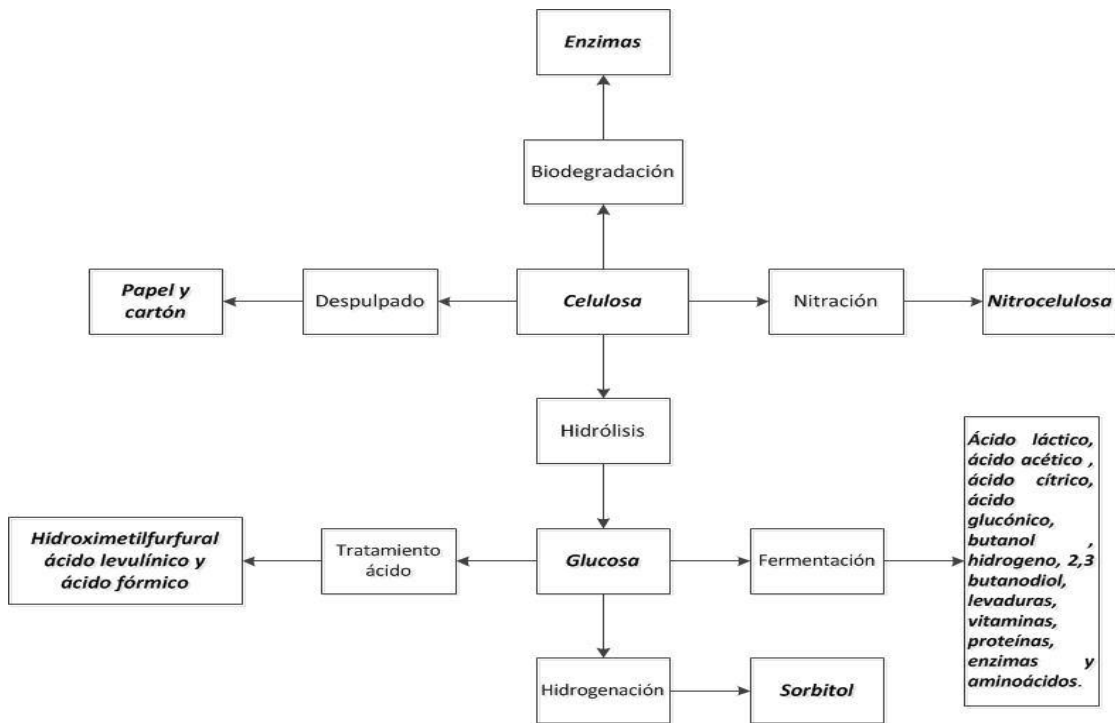 Enzimas
Biodegradación
Papel y
cartón
Despulpado
Celulosa
Nitración
Nitrocelulosa
Hidrólisis
Hidroximetilfurfural
ácido levulínico y
ácido fórmico
Tratamiento
ácido
Glucosa
Fermentación
Ácido láctico,
ácido acético ,
ácido cítrico,
ácido
glucónico,
butanol ,
hidrogeno, 2,3
butanodiol,
levaduras,
vitaminas,
proteínas,
enzimas y
aminoácidos.
Hidrogenación
Sorbitol